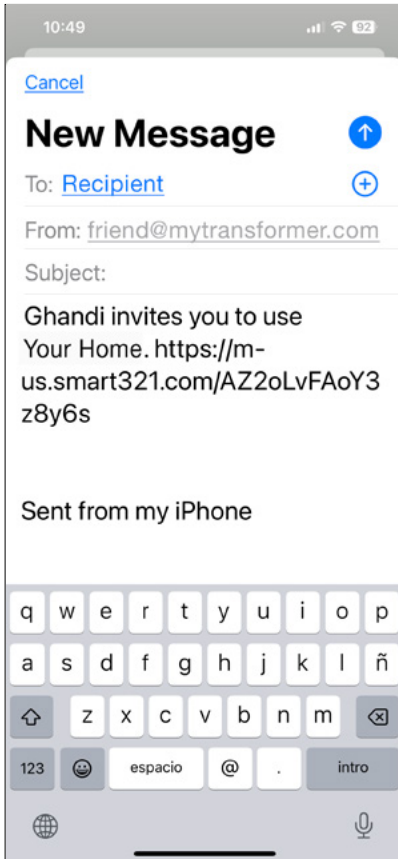 10:49
92
Cancel
New Message
To: Recipient
From: friend@mytransformer.com
Subject:
Ghandi invites you to use
Your Home. https://m-
us.smart321.com/AZ2oLvFAoY3
z8y6s
Sent from my iPhone
q w e r t y u i o p
a s d f g h j k l ñ
z x c v b n m
123 espacio @ . intro